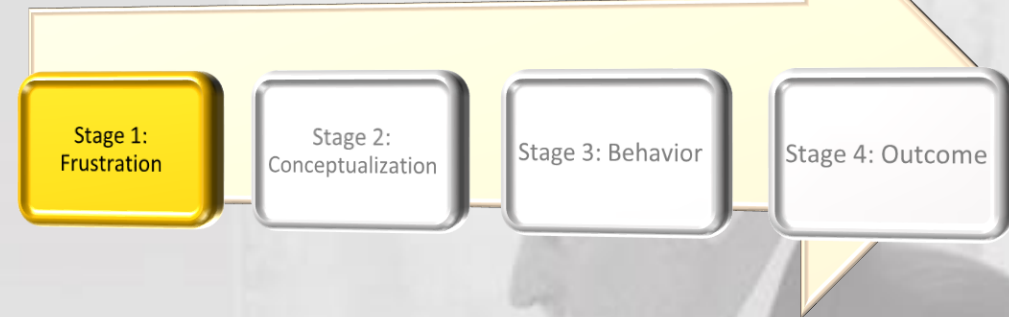 Stage 1:
Frustration
Stage 2:
Conceptualization
Stage 3: Behavior
Stage 4: Outcome